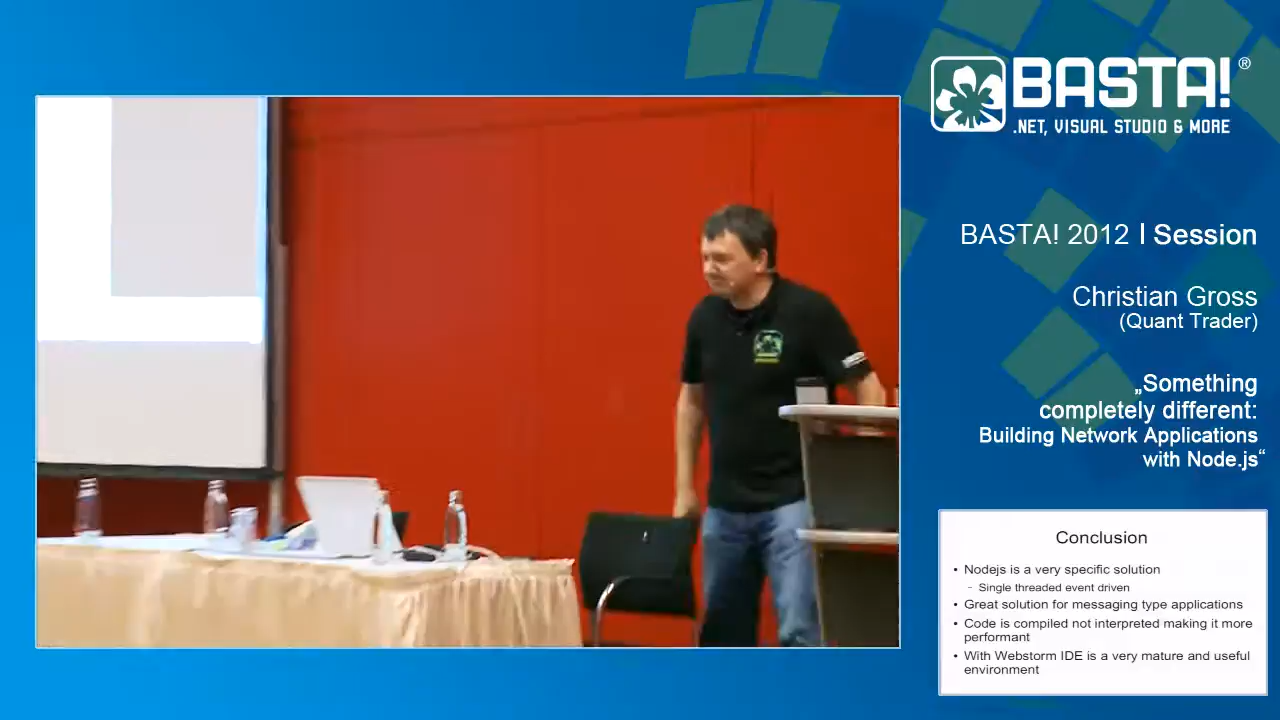 BASTA!®
.NET, VISUAL STUDIO & MORE
BASTA! 2012 I Session
Christian Gross
(Quant Trader)
„Something
completely different:
Building Network Applications
with Node.js“
Conclusion
• Nodejs is a very specific solution
- Single threaded event driven
• Great solution for messaging type applications
• Code is compiled not interpreted making it more
performant
• With Webstorm IDE is a very mature and useful
environment